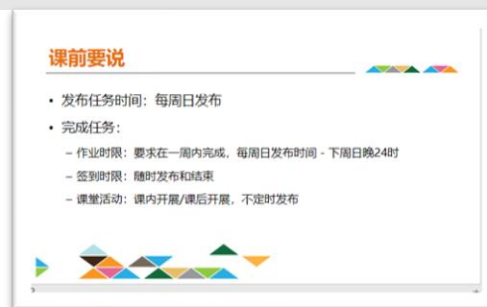 课前要说
• 发布任务时间：每周日发布
• 完成任务：
– 作业时限：要求在一周内完成，每周日发布时间 - 下周日晚24时
– 签到时限：随时发布和结束
– 课堂活动：课内开展/课后开展，不定时发布